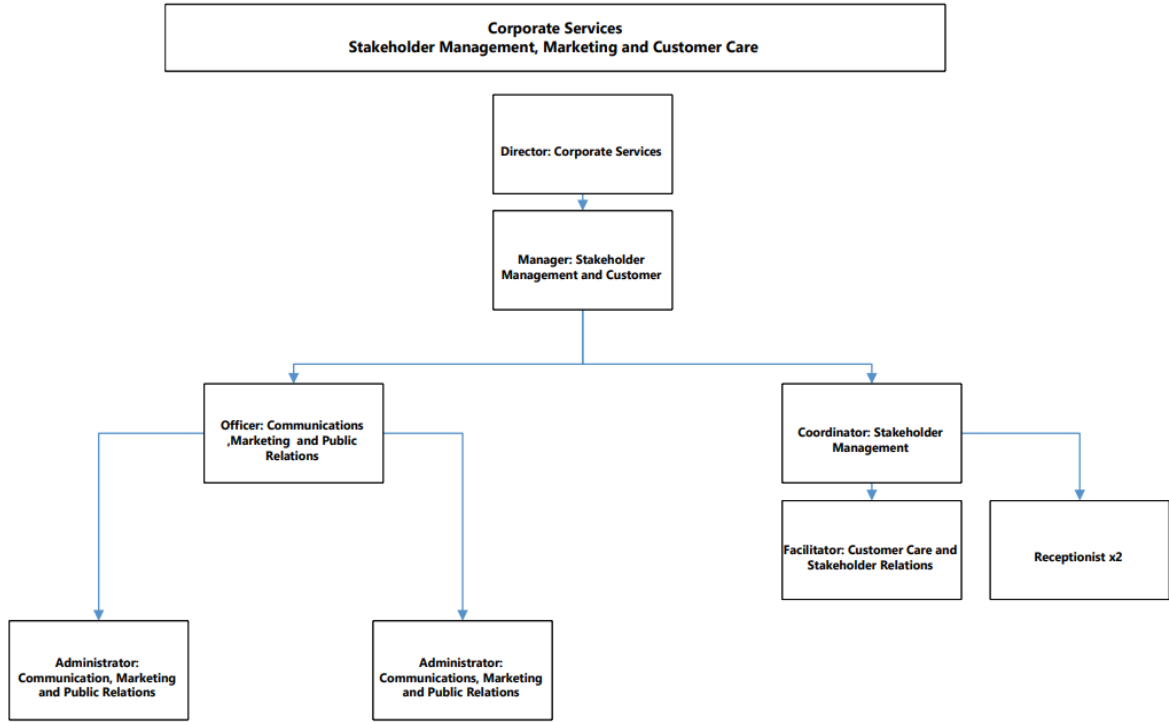 Corporate Services
Stakeholder Management, Marketing and Customer Care
Director: Corporate Services
Manager: Stakeholder
Management and Customer
Officer: Communications
,Marketing  and Public
Relations
Coordinator: Stakeholder
Management
Facilitator: Customer Care and
Stakeholder Relations
Receptionist x2
Administrator:
Communication, Marketing
and Public Relations
Administrator:
Communications, Marketing
and Public Relations